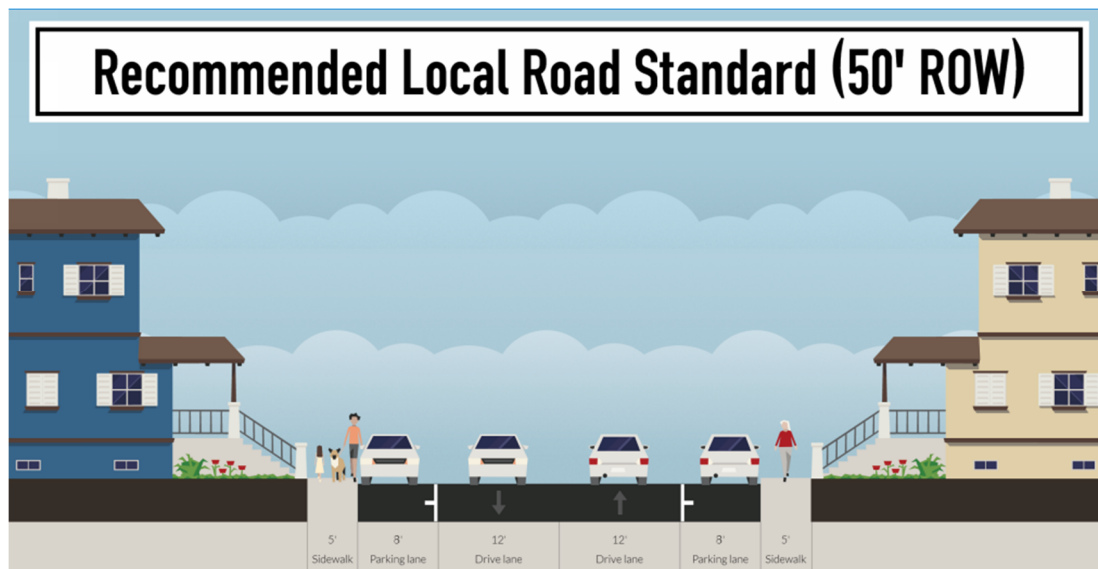 Recommended Local Road Standard (50' ROW)
5' 8' 12' 12' 8' 5'
Sidewalk Parking lane Drive lane Drive lane Parking lane Sidewalk